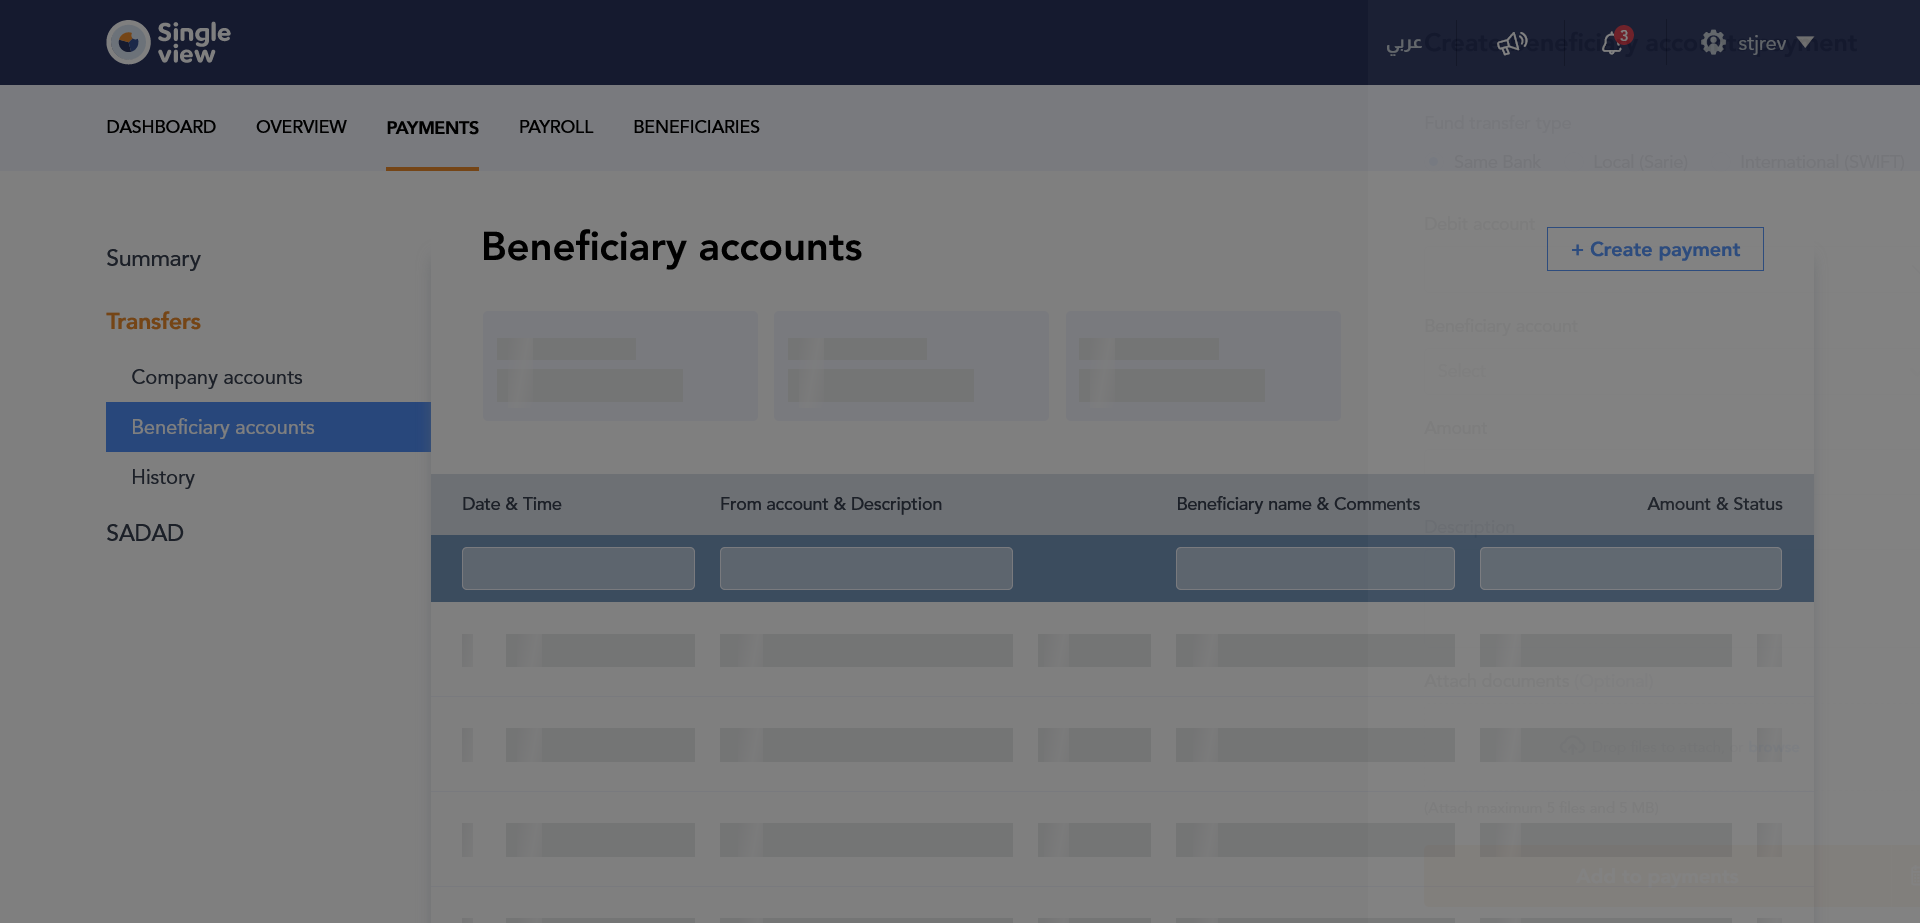 Single
view
عربي
3
stjrev
Create beneficiary account payment
DASHBOARD
OVERVIEW
PAYMENTS
PAYROLL
BENEFICIARIES
Summary
Transfers
Company accounts
Beneficiary accounts
History
SADAD
Beneficiary accounts
+ Create payment
Date & Time
From account & Description
Beneficiary name & Comments
Amount & Status
Fund transfer type
Same Bank
Local (Sarie)
International (SWIFT)
Debit account
Beneficiary account
Select
Amount
Description
Attach documents (Optional)
(Attach maximum 5 files and 5 MB)
Add to payments